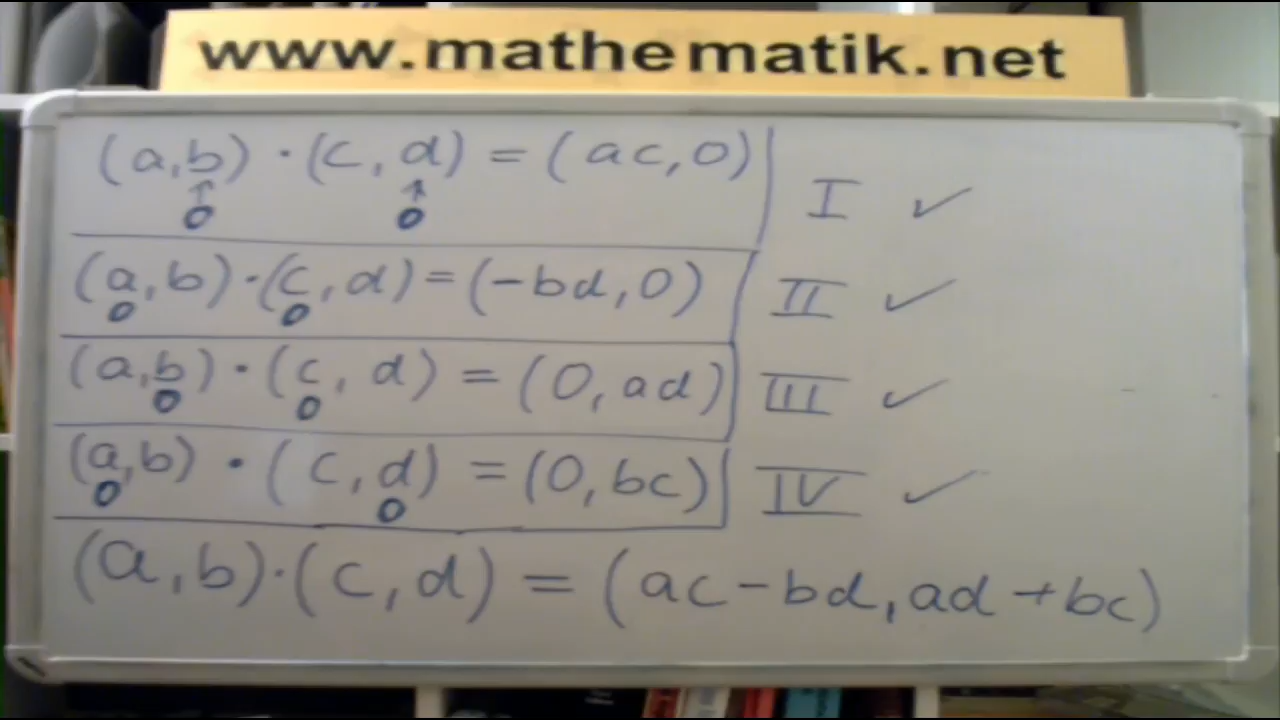 www.mathematik.net
(a,b) · (c,d) = (ac,0) I ✓
↑ ↑
0 0
(a,b)·(c,d)=(-bd,0) II ✓
0 0
(a,b)·(c,d)=(0,ad) III ✓
0 0
(a,b) · (c,d)=(0,bc) IV ✓
0 0
(a,b)·(c,d)=(ac-bd,ad+bc)